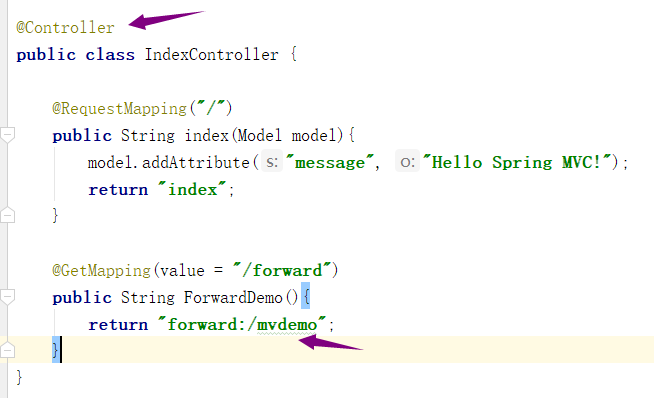 @Controller
public class IndexController {
@RequestMapping("/")
public String index(Model model){
model.addAttribute( s: "message", o: "Hello Spring MVC!");
return "index";
}
@GetMapping(value = "/forward")
public String ForwardDemo(){
return "forward:/mvdemo";
}
}